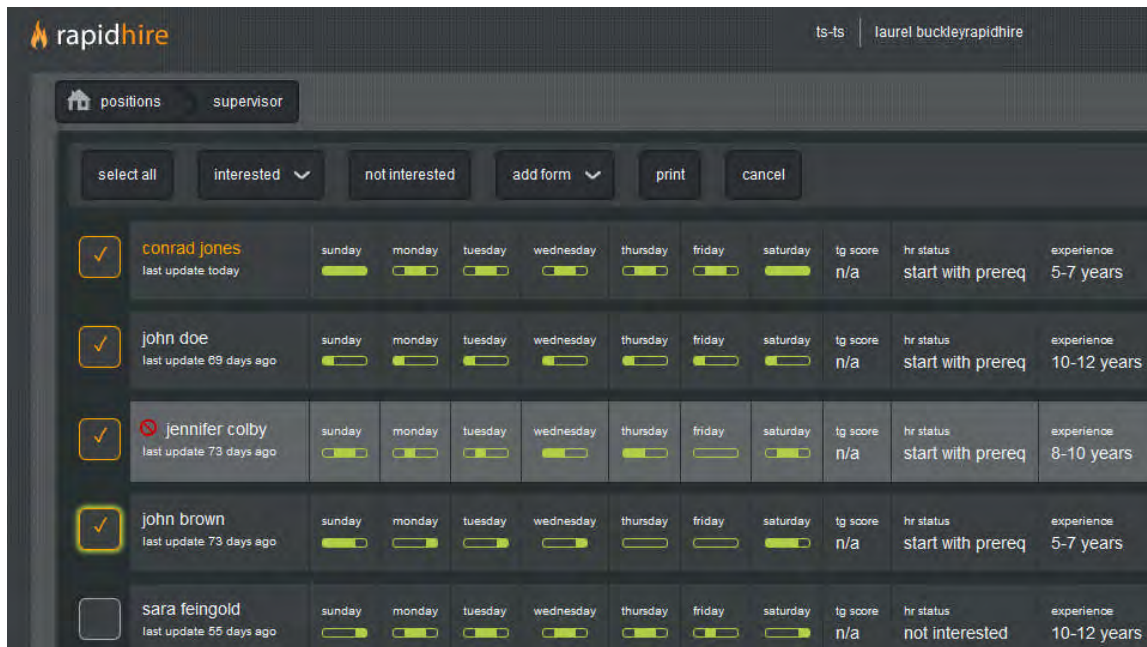 rapidhire ts-ts laurel buckleyrapidhire
positions supervisor
select all interested not interested add form print cancel
conrad jones sunday monday tuesday wednesday thursday friday saturday tg score hr status experience
last update today n/a start with prereq 5-7 years
john doe sunday monday tuesday wednesday thursday friday saturday tg score hr status experience
last update 69 days ago n/a start with prereq 10-12 years
jennifer colby sunday monday tuesday wednesday thursday friday saturday tg score hr status experience
last update 73 days ago n/a start with prereq 8-10 years
john brown sunday monday tuesday wednesday thursday friday saturday tg score hr status experience
last update 73 days ago n/a start with prereq 5-7 years
sara feingold sunday monday tuesday wednesday thursday friday saturday tg score hr status experience
last update 55 days ago n/a not interested 10-12 years